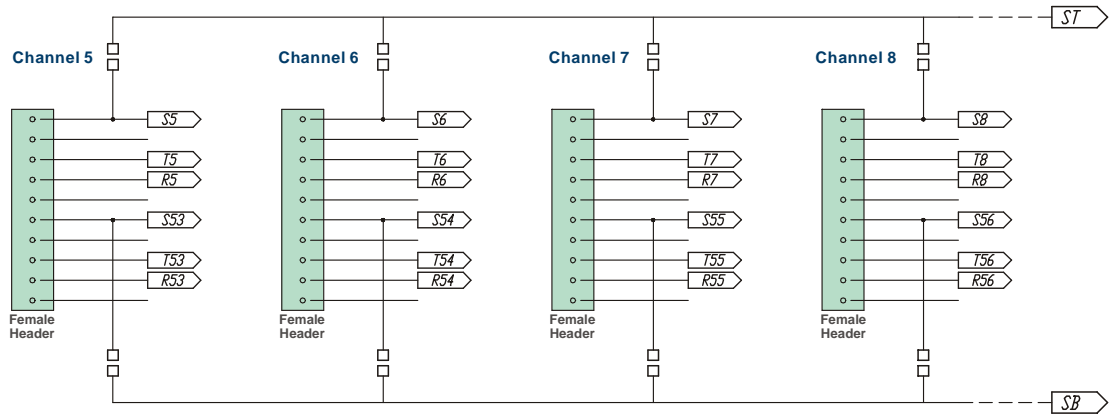 ST
Channel 5
Channel 6
Channel 7
Channel 8
S5
S6
S7
S8
T5
T6
T7
T8
R5
R6
R7
R8
S53
S54
S55
S56
T53
T54
T55
T56
R53
R54
R55
R56
Female
Header
Female
Header
Female
Header
Female
Header
SB